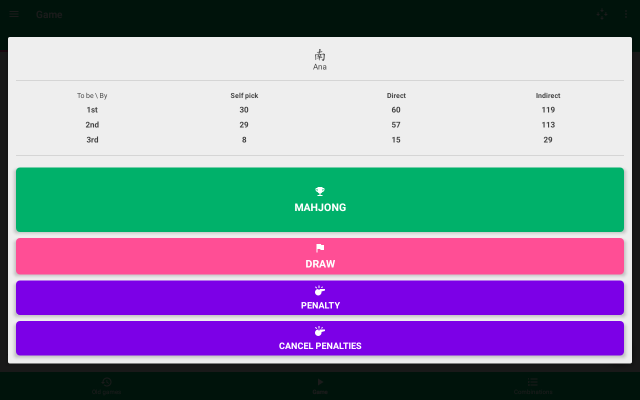 Game
南
Ana
To be \ By Self pick Direct Indirect
1st 30 60 119
2nd 29 57 113
3rd 8 15 29
MAHJONG
DRAW
PENALTY
CANCEL PENALTIES